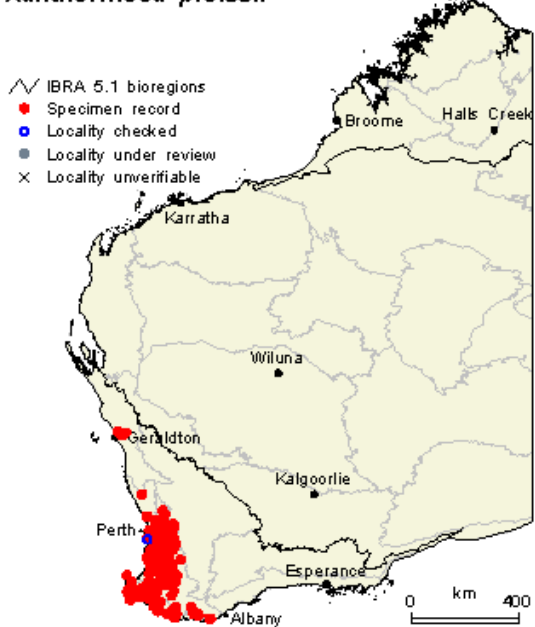 IBRA 5.1 bioregions
Specimen record
Locality checked
Locality under review
Locality unverifiable
Broome
Halls Creek
Karratha
Wiluna
Geraldton
Kalgoorlie
Perth
Esperance
Albany
km
0 400